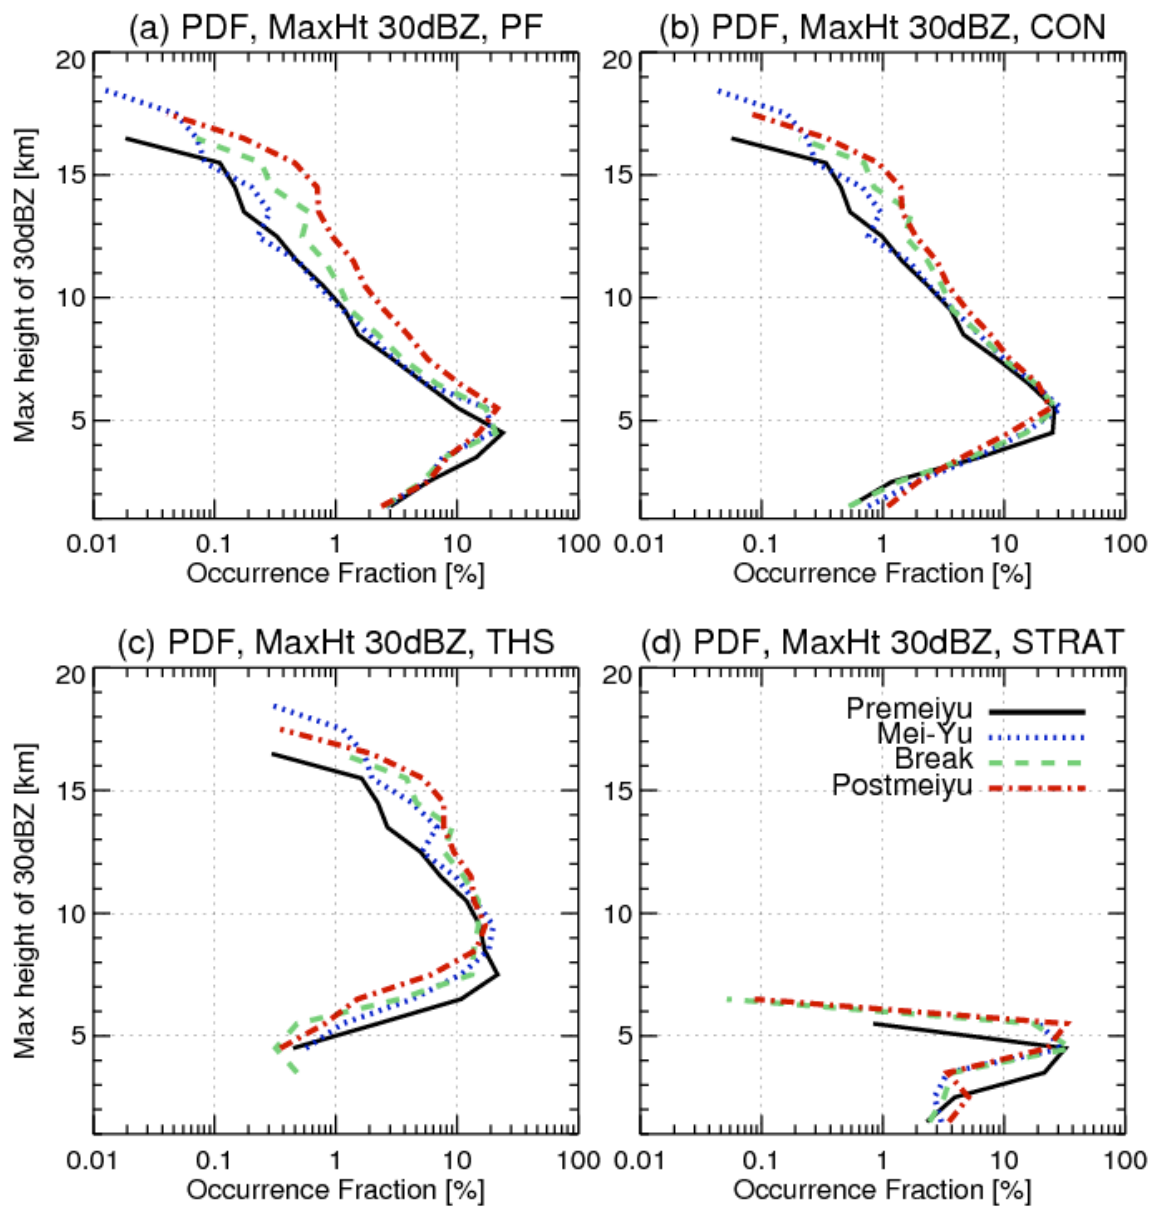 (a) PDF, MaxHt 30dBZ, PF
(b) PDF, MaxHt 30dBZ, CON
Max height of 30dBZ [km]
20
15
10
5
20
15
10
5
0.01 0.1 1 10 100
0.01 0.1 1 10 100
Occurrence Fraction [%]
Occurrence Fraction [%]
(c) PDF, MaxHt 30dBZ, THS
(d) PDF, MaxHt 30dBZ, STRAT
Max height of 30dBZ [km]
20
15
10
5
20
15
10
5
Premeiyu
Mei-Yu
Break
Postmeiyu
0.01 0.1 1 10 100
0.01 0.1 1 10 100
Occurrence Fraction [%]
Occurrence Fraction [%]